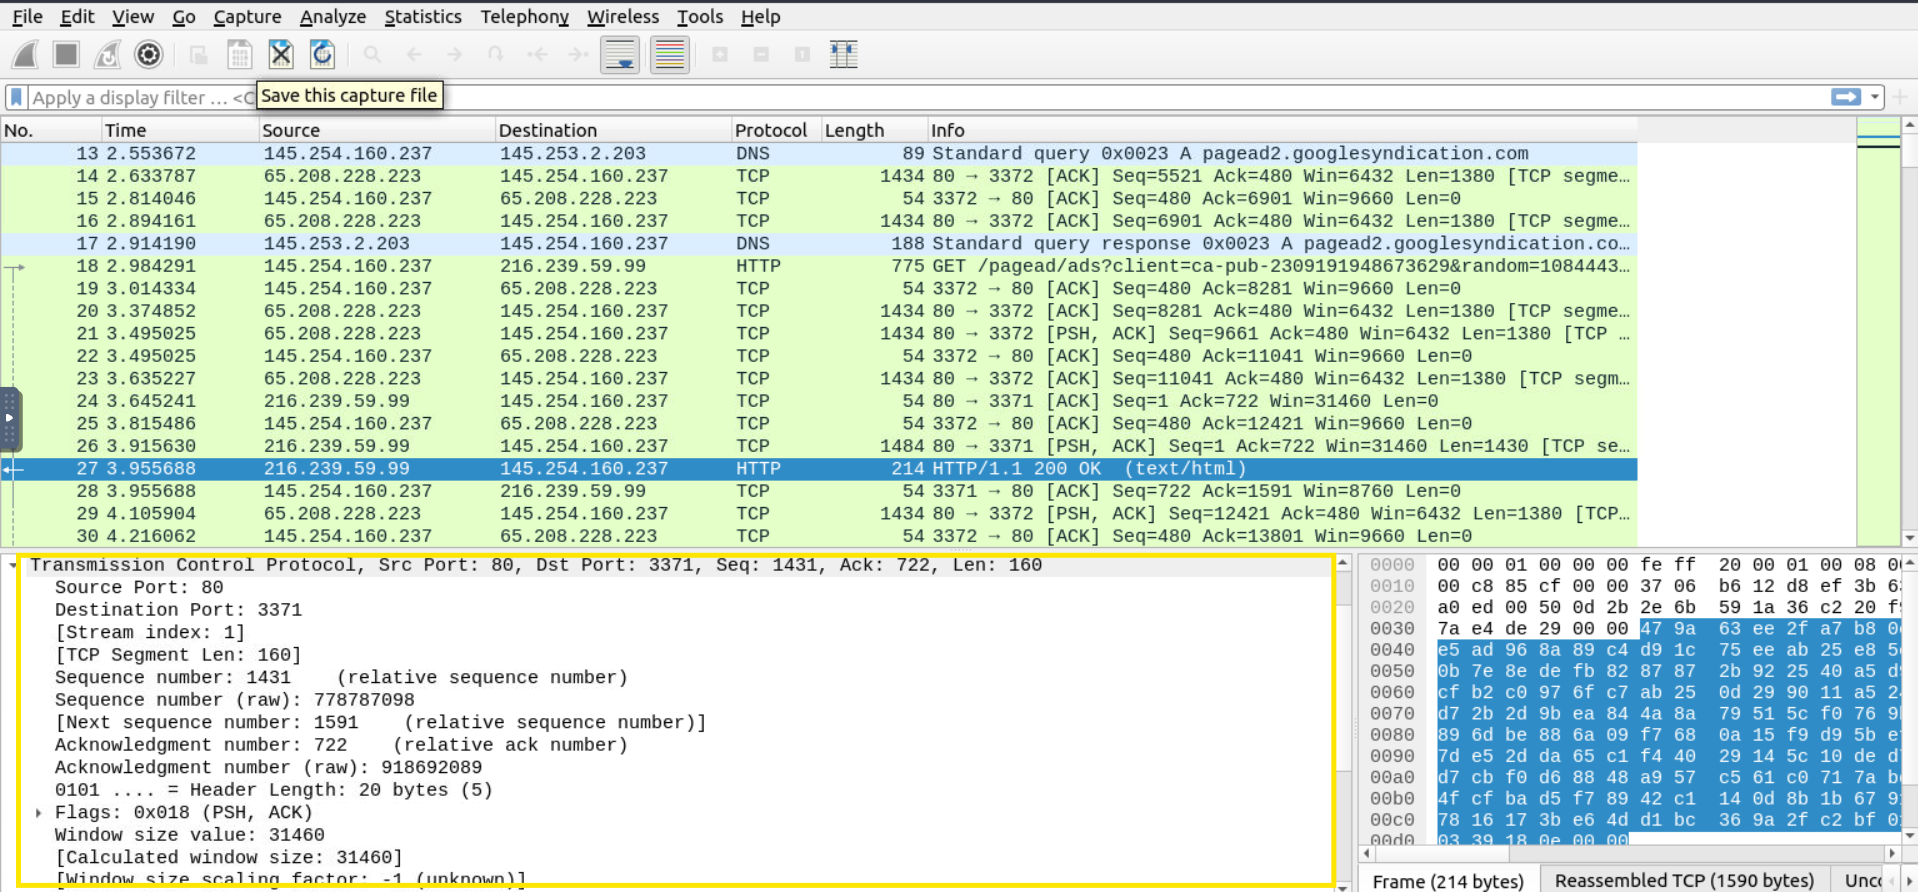 File Edit View Go Capture Analyze Statistics Telephony Wireless Tools Help
Apply a display filter … <C
Save this capture file
No. Time Source Destination Protocol Length Info
13 2.553672 145.254.160.237 145.253.2.203 DNS 89 Standard query 0x0023 A pagead2.googlesyndication.com
14 2.633787 65.208.228.223 145.254.160.237 TCP 1434 80 → 3372 [ACK] Seq=5521 Ack=480 Win=6432 Len=1380 [TCP segme…
15 2.814046 145.254.160.237 65.208.228.223 TCP 54 3372 → 80 [ACK] Seq=480 Ack=6901 Win=9660 Len=0
16 2.894161 65.208.228.223 145.254.160.237 TCP 1434 80 → 3372 [ACK] Seq=6901 Ack=480 Win=6432 Len=1380 [TCP segme…
17 2.914190 145.253.2.203 145.254.160.237 DNS 188 Standard query response 0x0023 A pagead2.googlesyndication.co…
18 2.984291 145.254.160.237 216.239.59.99 HTTP 775 GET /pagead/ads?client=ca-pub-2309191948673629&random=1084443…
19 3.014334 145.254.160.237 65.208.228.223 TCP 54 3372 → 80 [ACK] Seq=480 Ack=8281 Win=9660 Len=0
20 3.374852 65.208.228.223 145.254.160.237 TCP 1434 80 → 3372 [ACK] Seq=8281 Ack=480 Win=6432 Len=1380 [TCP segme…
21 3.495025 65.208.228.223 145.254.160.237 TCP 1434 80 → 3372 [PSH, ACK] Seq=9661 Ack=480 Win=6432 Len=1380 [TCP …
22 3.495025 145.254.160.237 65.208.228.223 TCP 54 3372 → 80 [ACK] Seq=480 Ack=11041 Win=9660 Len=0
23 3.635227 65.208.228.223 145.254.160.237 TCP 1434 80 → 3372 [ACK] Seq=11041 Ack=480 Win=6432 Len=1380 [TCP segm…
24 3.645241 216.239.59.99 145.254.160.237 TCP 54 80 → 3371 [ACK] Seq=1 Ack=722 Win=31460 Len=0
25 3.815486 145.254.160.237 65.208.228.223 TCP 54 3372 → 80 [ACK] Seq=480 Ack=12421 Win=9660 Len=0
26 3.915630 216.239.59.99 145.254.160.237 TCP 1484 80 → 3371 [PSH, ACK] Seq=1 Ack=722 Win=31460 Len=1430 [TCP se…
27 3.955688 216.239.59.99 145.254.160.237 HTTP 214 HTTP/1.1 200 OK (text/html)
28 3.955688 145.254.160.237 216.239.59.99 TCP 54 3371 → 80 [ACK] Seq=722 Ack=1591 Win=8760 Len=0
29 4.105904 65.208.228.223 145.254.160.237 TCP 1434 80 → 3372 [PSH, ACK] Seq=12421 Ack=480 Win=6432 Len=1380 [TCP…
30 4.216062 145.254.160.237 65.208.228.223 TCP 54 3372 → 80 [ACK] Seq=480 Ack=13801 Win=9660 Len=0
Transmission Control Protocol, Src Port: 80, Dst Port: 3371, Seq: 1431, Ack: 722, Len: 160
Source Port: 80
Destination Port: 3371
[Stream index: 1]
[TCP Segment Len: 160]
Sequence number: 1431 (relative sequence number)
Sequence number (raw): 778787098
[Next sequence number: 1591 (relative sequence number)]
Acknowledgment number: 722 (relative ack number)
Acknowledgment number (raw): 918692089
0101 .... = Header Length: 20 bytes (5)
Flags: 0x018 (PSH, ACK)
Window size value: 31460
[Calculated window size: 31460]
[Window size scaling factor: -1 (unknown)]
0000 00 00 01 00 00 00 fe ff 20 00 01 00 08 0
0010 00 c8 85 cf 00 00 37 06 b6 12 d8 ef 3b 6
0020 a0 ed 00 50 0d 2b 2e 6b 59 1a 36 c2 20 f
0030 7a e4 de 29 00 00 47 9a 63 ee 2f a7 b8 0
0040 e5 ad 96 8a 89 c4 d9 1c 75 ee ab 25 e8 5
0050 0b 7e 8e de fb 82 87 87 2b 92 25 40 a5 d
0060 cf b2 c0 97 6f c7 ab 25 0d 29 90 11 a5 2
0070 d7 2b 2d 9b ea 84 4a 8a 79 51 5c f0 76 9
0080 89 6d be 88 6a 09 f7 68 0a 15 f9 d9 5b e
0090 7d e5 2d da 65 c1 f4 40 29 14 5c 10 de d
00a0 d7 cb f0 d6 88 48 a9 57 c5 61 c0 71 7a b
00b0 4f cf ba d5 f7 89 42 c1 14 0d 8b 1b 67 9
00c0 78 16 17 3b e6 4d d1 bc 36 9a 2f c2 bf 0
00d0 03 39 18 0e 00 00
Frame (214 bytes) Reassembled TCP (1590 bytes) Unc